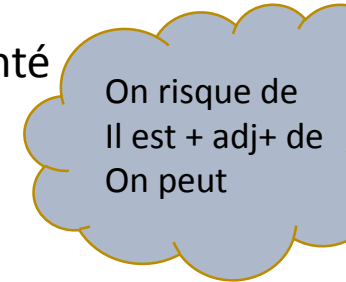 nté
On risque de
Il est + adj+ de
On peut